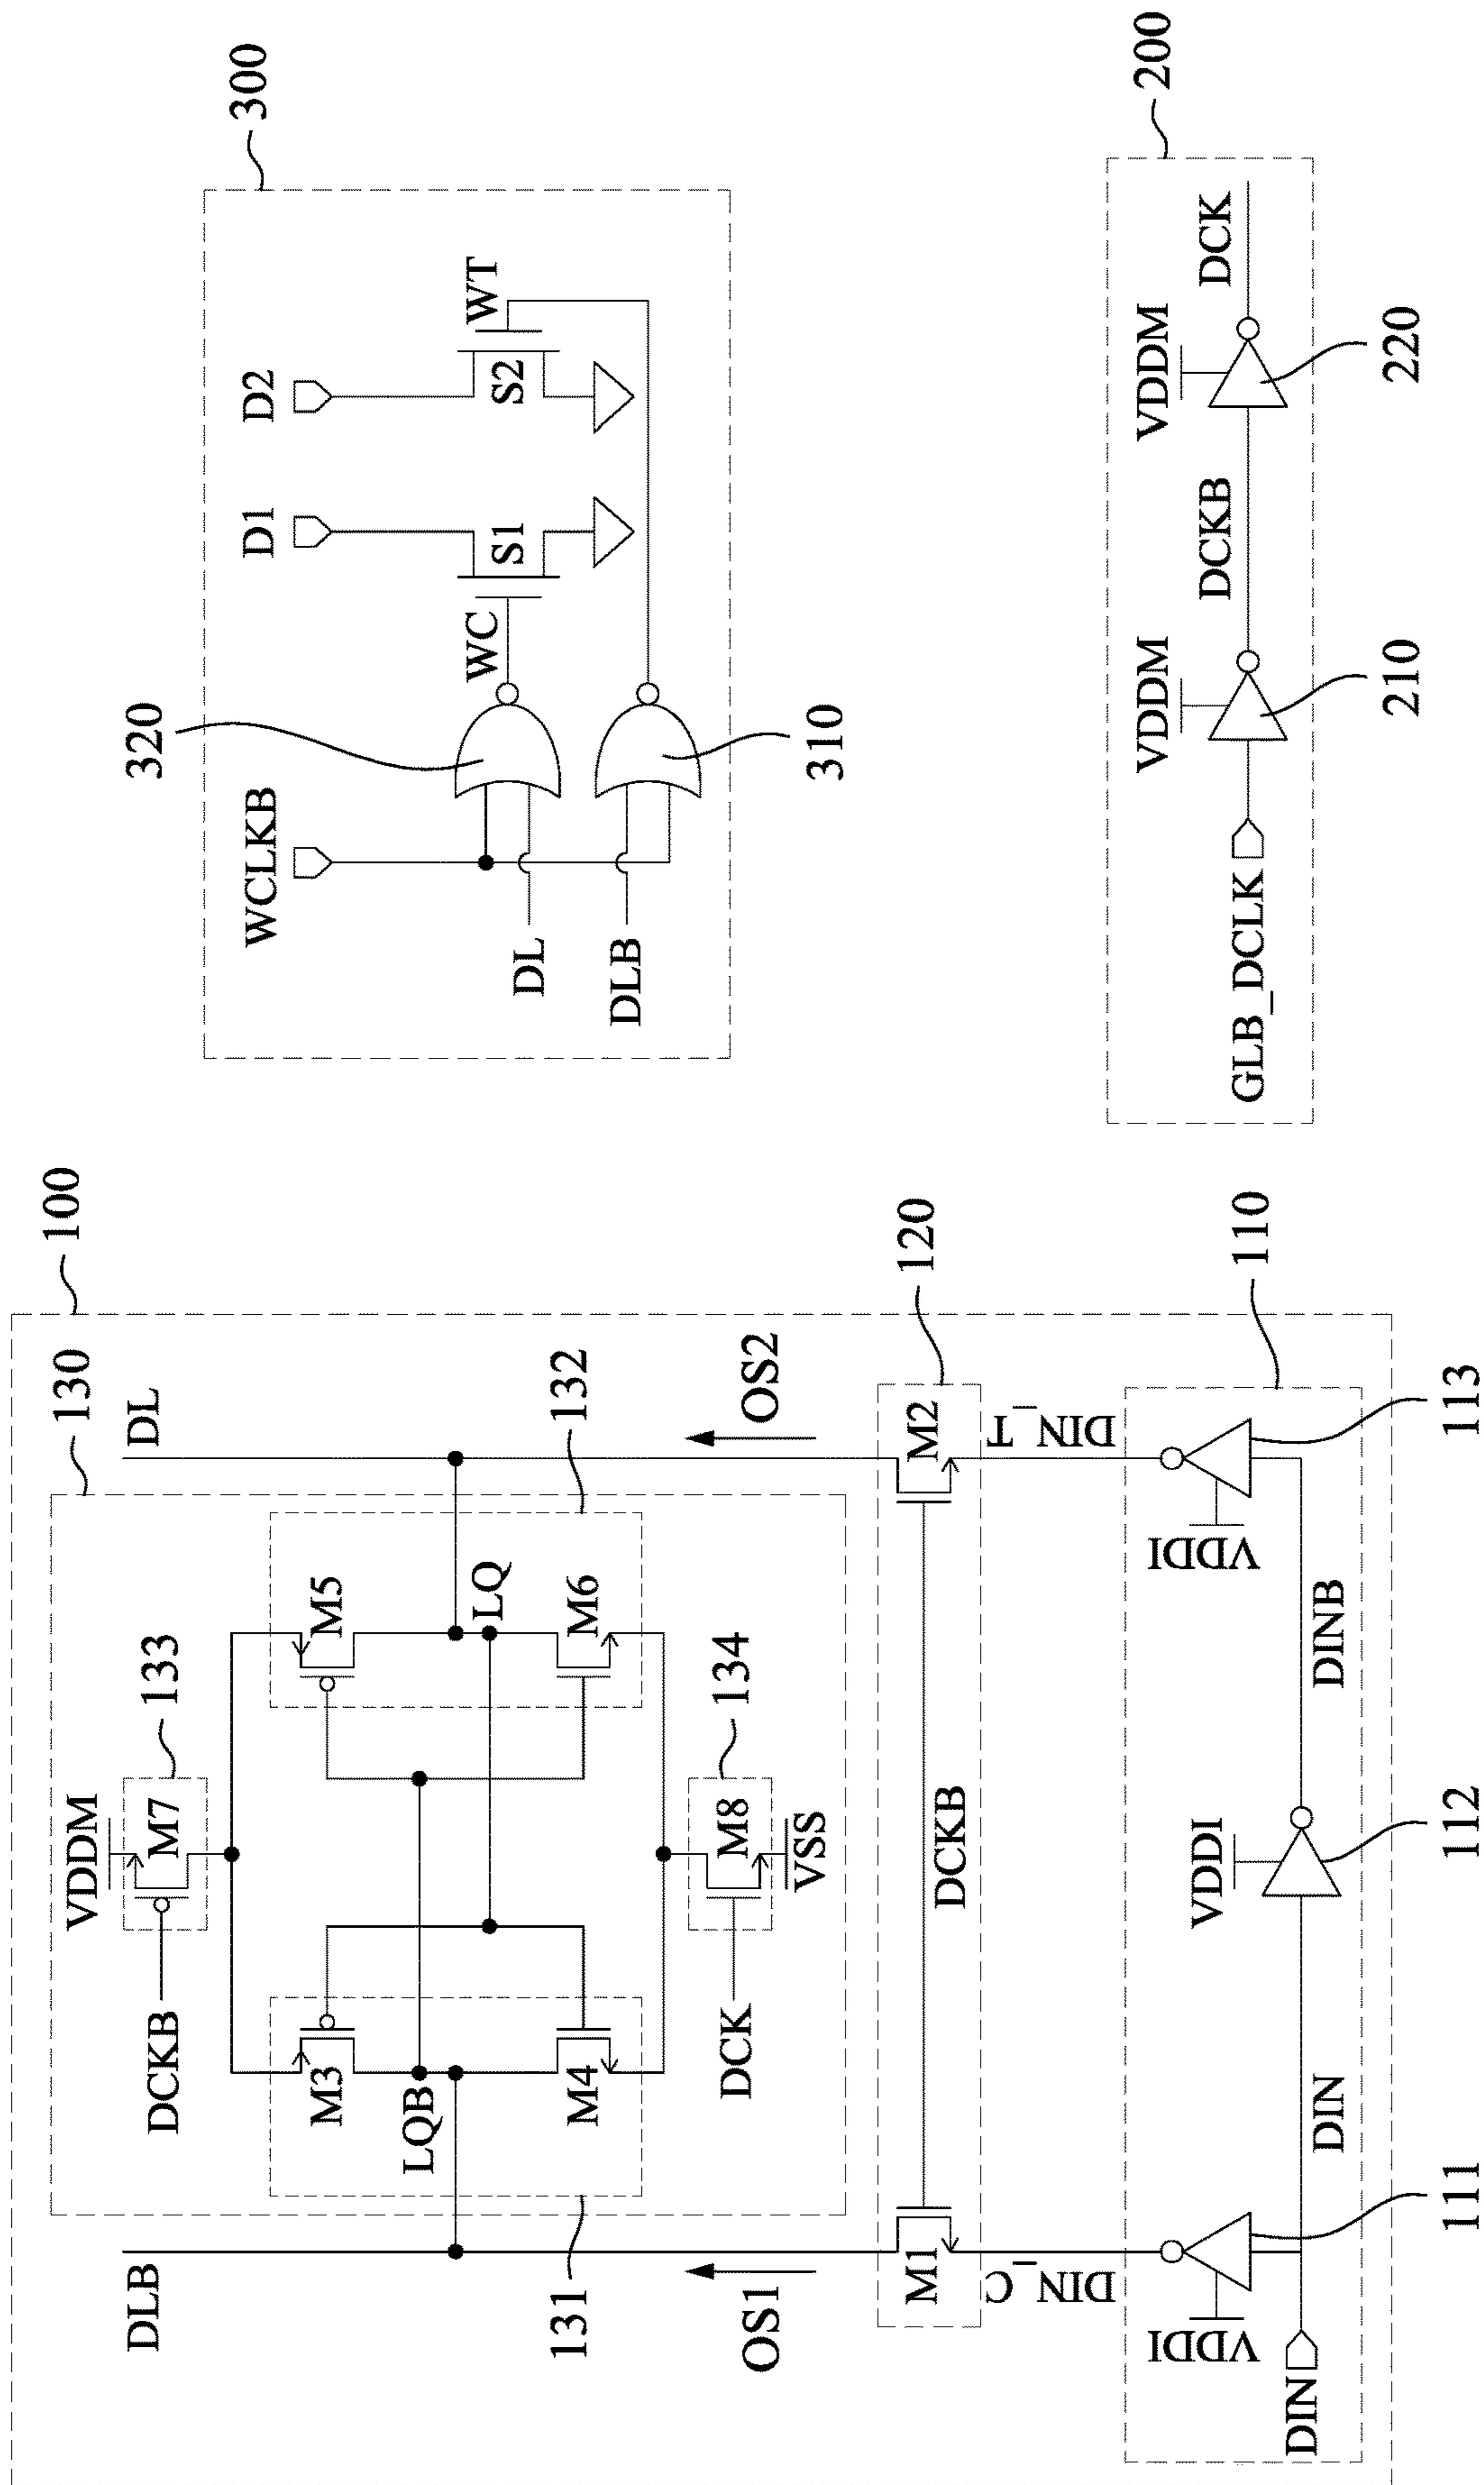 100
130
DLB
DL
VDDM
133
DCKB
M7
M3
M5
132
LQB
LQ
M4
M6
131
134
DCK
M8
VSS
OS1
OS2
120
M1
DCKB
M2
DIN_C
DIN_T
110
VDDI
VDDI
VDDI
111
113
DIN
DIN
DINB
112
300
WCLKB
D1
D2
320
WC
S1
S2
WT
DL
DLB
310
200
VDDM
VDDM
GLB_DCLK
DCKB
DCK
210
220